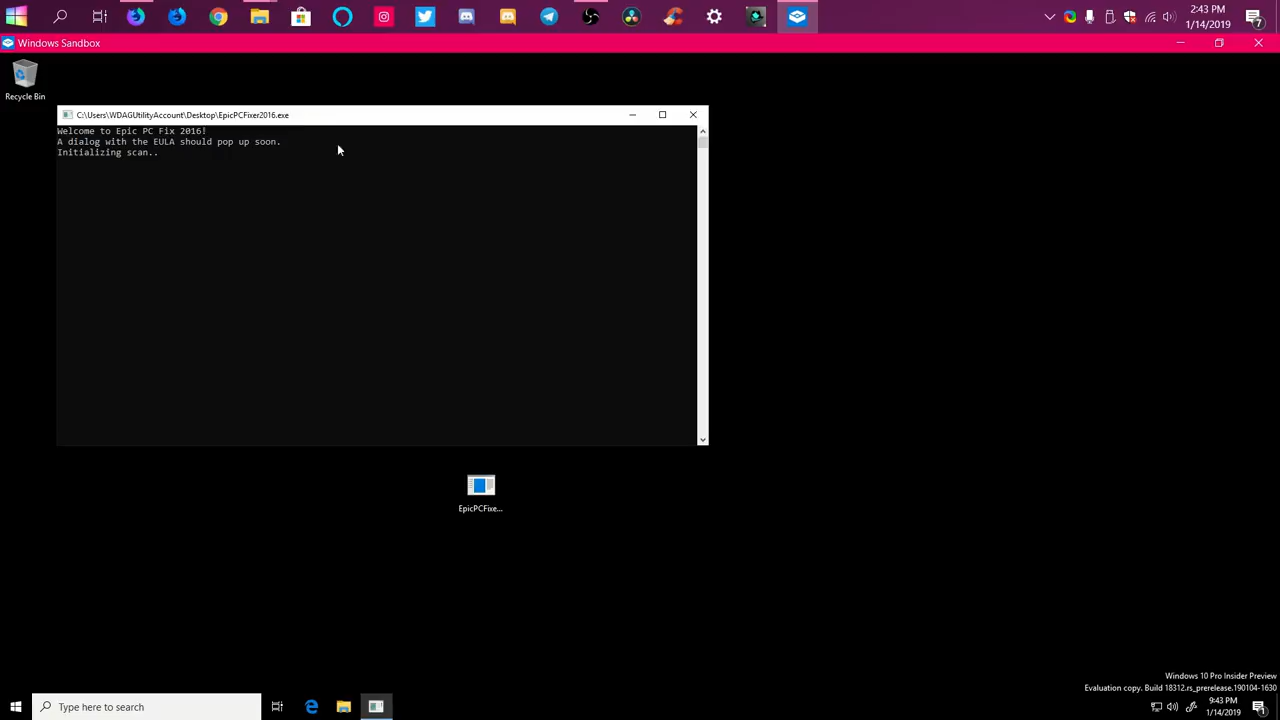 2:43 PM
1/14/2019
7
Windows Sandbox
Recycle Bin
C:\Users\WDAGUtilityAccount\Desktop\EpicPCFixer2016.exe
Welcome to Epic PC Fix 2016!
A dialog with the EULA should pop up soon.
Initializing scan..
EpicPCFixe...
Windows 10 Pro Insider Preview
Evaluation copy. Build 18312.rs_prerelease.190104-1630
Type here to search
9:43 PM
1/14/2019
1